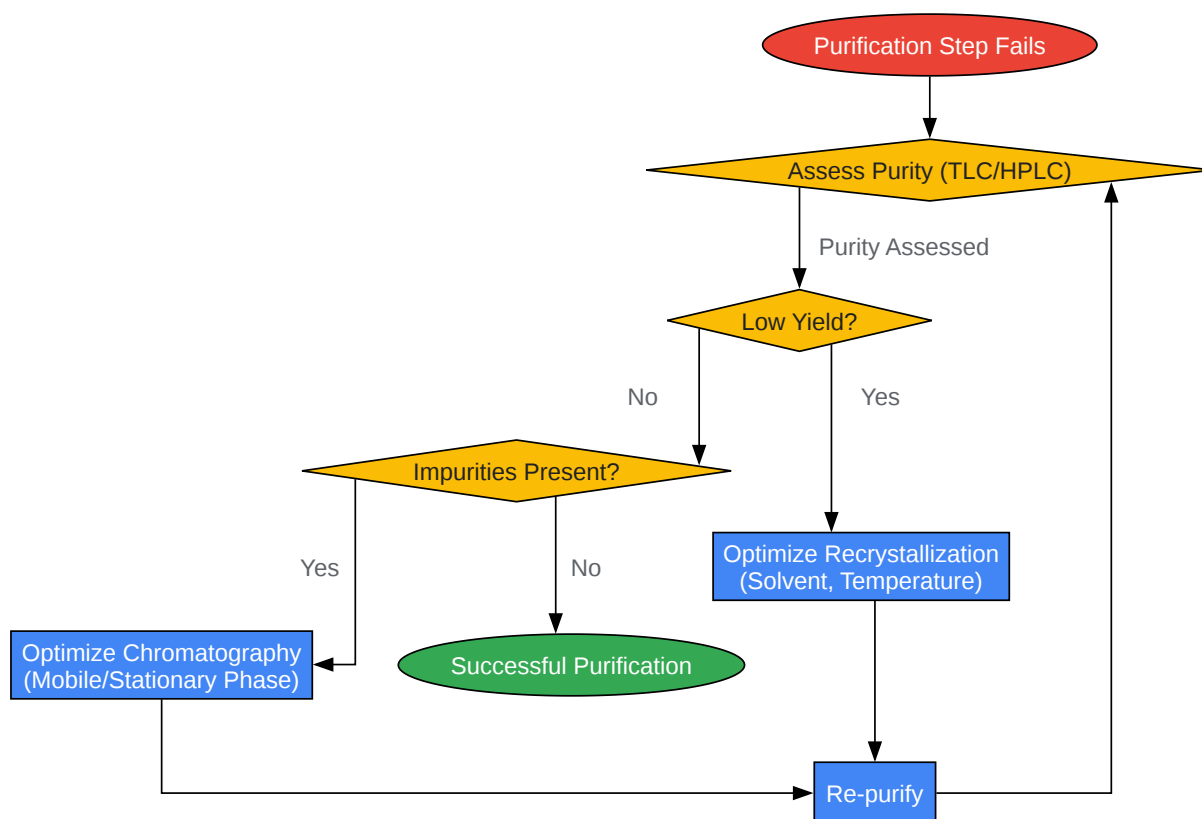 Purification Step Fails
Assess Purity (TLC/HPLC)
Purity Assessed
Low Yield?
No
Yes
Impurities Present?
Optimize Recrystallization
(Solvent, Temperature)
Yes
No
Optimize Chromatography
(Mobile/Stationary Phase)
Successful Purification
Re-purify